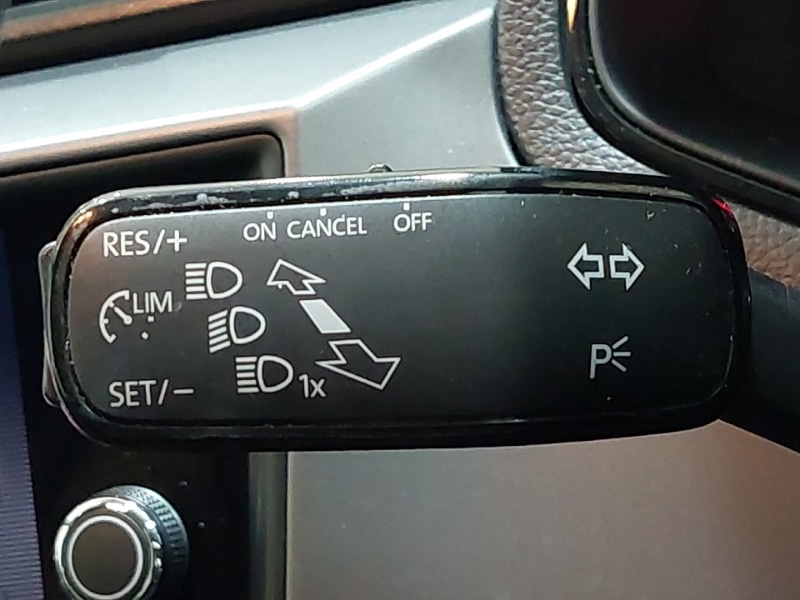 RES/+
ON CANCEL OFF
LIM
SET/-
1x
P